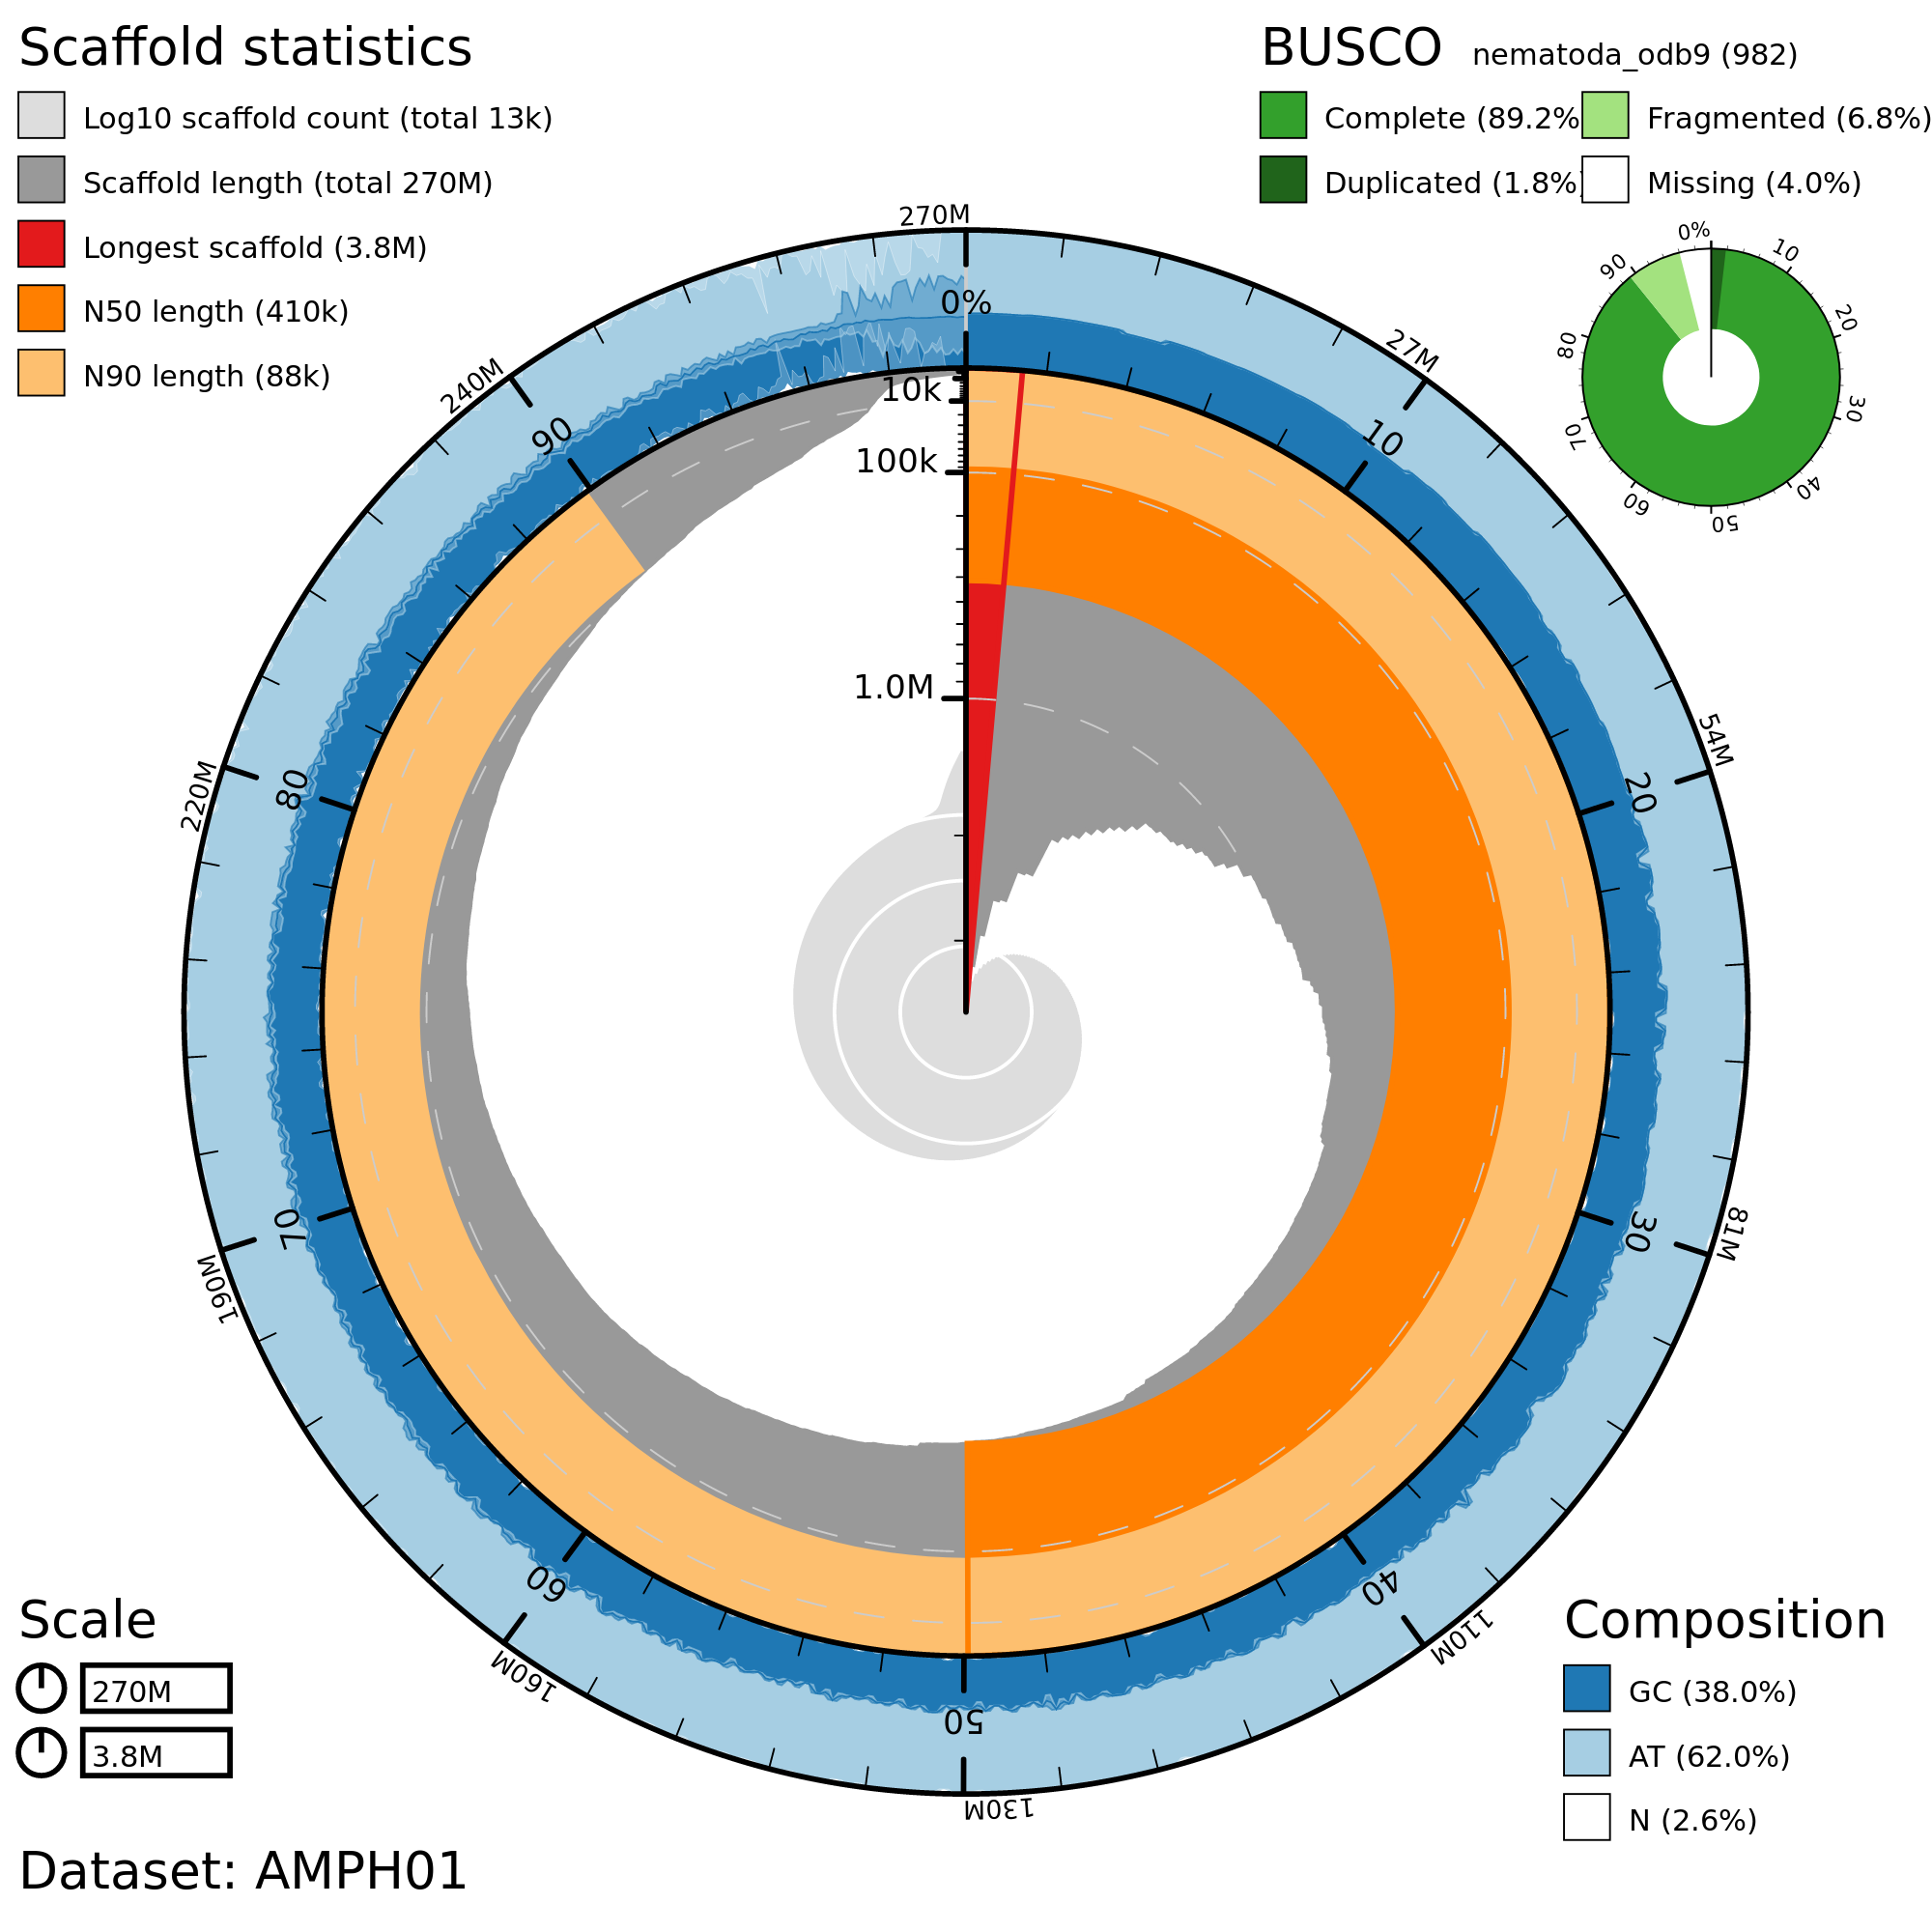 Scaffold statistics
Log10 scaffold count (total 13k)
Scaffold length (total 270M)
Longest scaffold (3.8M)
N50 length (410k)
N90 length (88k)
BUSCO nematoda_odb9 (982)
Complete (89.2% Fragmented (6.8%)
Duplicated (1.8%) Missing (4.0%)
0%
10
20
30
40
50
60
70
80
90
270M
27M
54M
81M
110M
130M
160M
190M
220M
240M
0%
10
20
30
40
50
60
70
80
90
10k
100k
1.0M
Scale
270M
3.8M
Composition
GC (38.0%)
AT (62.0%)
N (2.6%)
Dataset: AMPH01